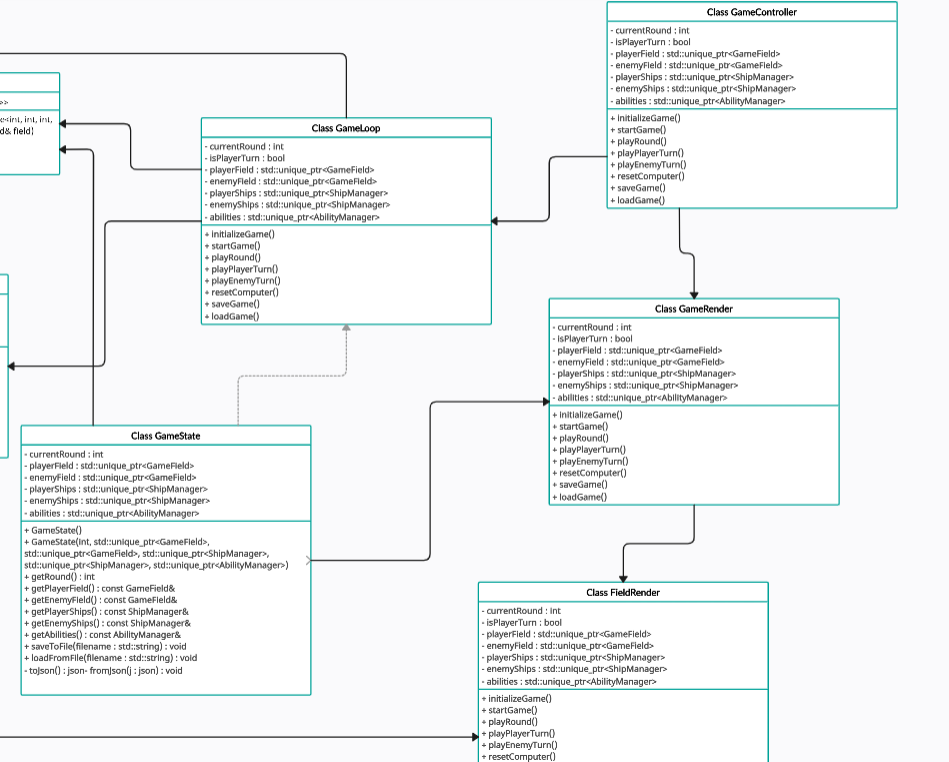 Class GameController
- currentRound : int
- isPlayerTurn : bool
- playerField : std::unique_ptr<GameField>
- enemyField : std::unique_ptr<GameField>
- playerShips : std::unique_ptr<ShipManager>
- enemyShips : std::unique_ptr<ShipManager>
- abilities : std::unique_ptr<AbilityManager>
+ initializeGame()
+ startGame()
+ playRound()
+ playPlayerTurn()
+ playEnemyTurn()
+ resetComputer()
+ saveGame()
+ loadGame()
>>
e<int, int, int,
d& field)
Class GameLoop
- currentRound : int
- isPlayerTurn : bool
- playerField : std::unique_ptr<GameField>
- enemyField : std::unique_ptr<GameField>
- playerShips : std::unique_ptr<ShipManager>
- enemyShips : std::unique_ptr<ShipManager>
- abilities : std::unique_ptr<AbilityManager>
+ initializeGame()
+ startGame()
+ playRound()
+ playPlayerTurn()
+ playEnemyTurn()
+ resetComputer()
+ saveGame()
+ loadGame()
Class GameRender
- currentRound : int
- isPlayerTurn : bool
- playerField : std::unique_ptr<GameField>
- enemyField : std::unique_ptr<GameField>
- playerShips : std::unique_ptr<ShipManager>
- enemyShips : std::unique_ptr<ShipManager>
- abilities : std::unique_ptr<AbilityManager>
+ initializeGame()
+ startGame()
+ playRound()
+ playPlayerTurn()
+ playEnemyTurn()
+ resetComputer()
+ saveGame()
+ loadGame()
Class GameState
- currentRound : int
- playerField : std::unique_ptr<GameField>
- enemyField : std::unique_ptr<GameField>
- playerShips : std::unique_ptr<ShipManager>
- enemyShips : std::unique_ptr<ShipManager>
- abilities : std::unique_ptr<AbilityManager>
+ GameState()
+ GameState(int, std::unique_ptr<GameField>,
std::unique_ptr<GameField>, std::unique_ptr<ShipManager>,
std::unique_ptr<ShipManager>, std::unique_ptr<AbilityManager>)
+ getRound() : int
+ getPlayerField() : const GameField&
+ getEnemyField() : const GameField&
+ getPlayerShips() : const ShipManager&
+ getEnemyShips() : const ShipManager&
+ getAbilities() : const AbilityManager&
+ saveToFile(filename : std::string) : void
+ loadFromFile(filename : std::string) : void
- toJson() : json- fromJson(j : json) : void
Class FieldRender
- currentRound : int
- isPlayerTurn : bool
- playerField : std::unique_ptr<GameField>
- enemyField : std::unique_ptr<GameField>
- playerShips : std::unique_ptr<ShipManager>
- enemyShips : std::unique_ptr<ShipManager>
- abilities : std::unique_ptr<AbilityManager>
+ initializeGame()
+ startGame()
+ playRound()
+ playPlayerTurn()
+ playEnemyTurn()
+ resetComputer()